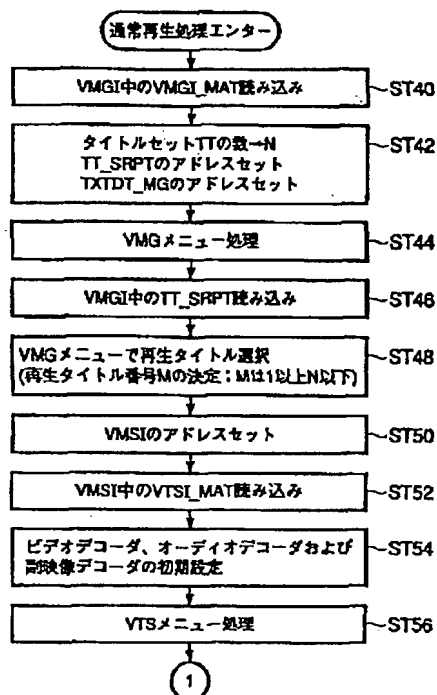 通常再生処理エンター
VMGI中のVMGI_MAT読み込み
ST40
タイトルセットTTの数→N
TT_SRPTのアドレスセット
TXTDT_MGのアドレスセット
ST42
VMGメニュー処理
ST44
VMGI中のTT_SRPT読み込み
ST46
VMGメニューで再生タイトル選択
(再生タイトル番号Mの決定；Mは1以上N以下)
ST48
VMSIのアドレスセット
ST50
VMSI中のVTSI_MAT読み込み
ST52
ビデオデコーダ、オーディオデコーダおよび
副映像デコーダの初期設定
ST54
VTSメニュー処理
ST56
1